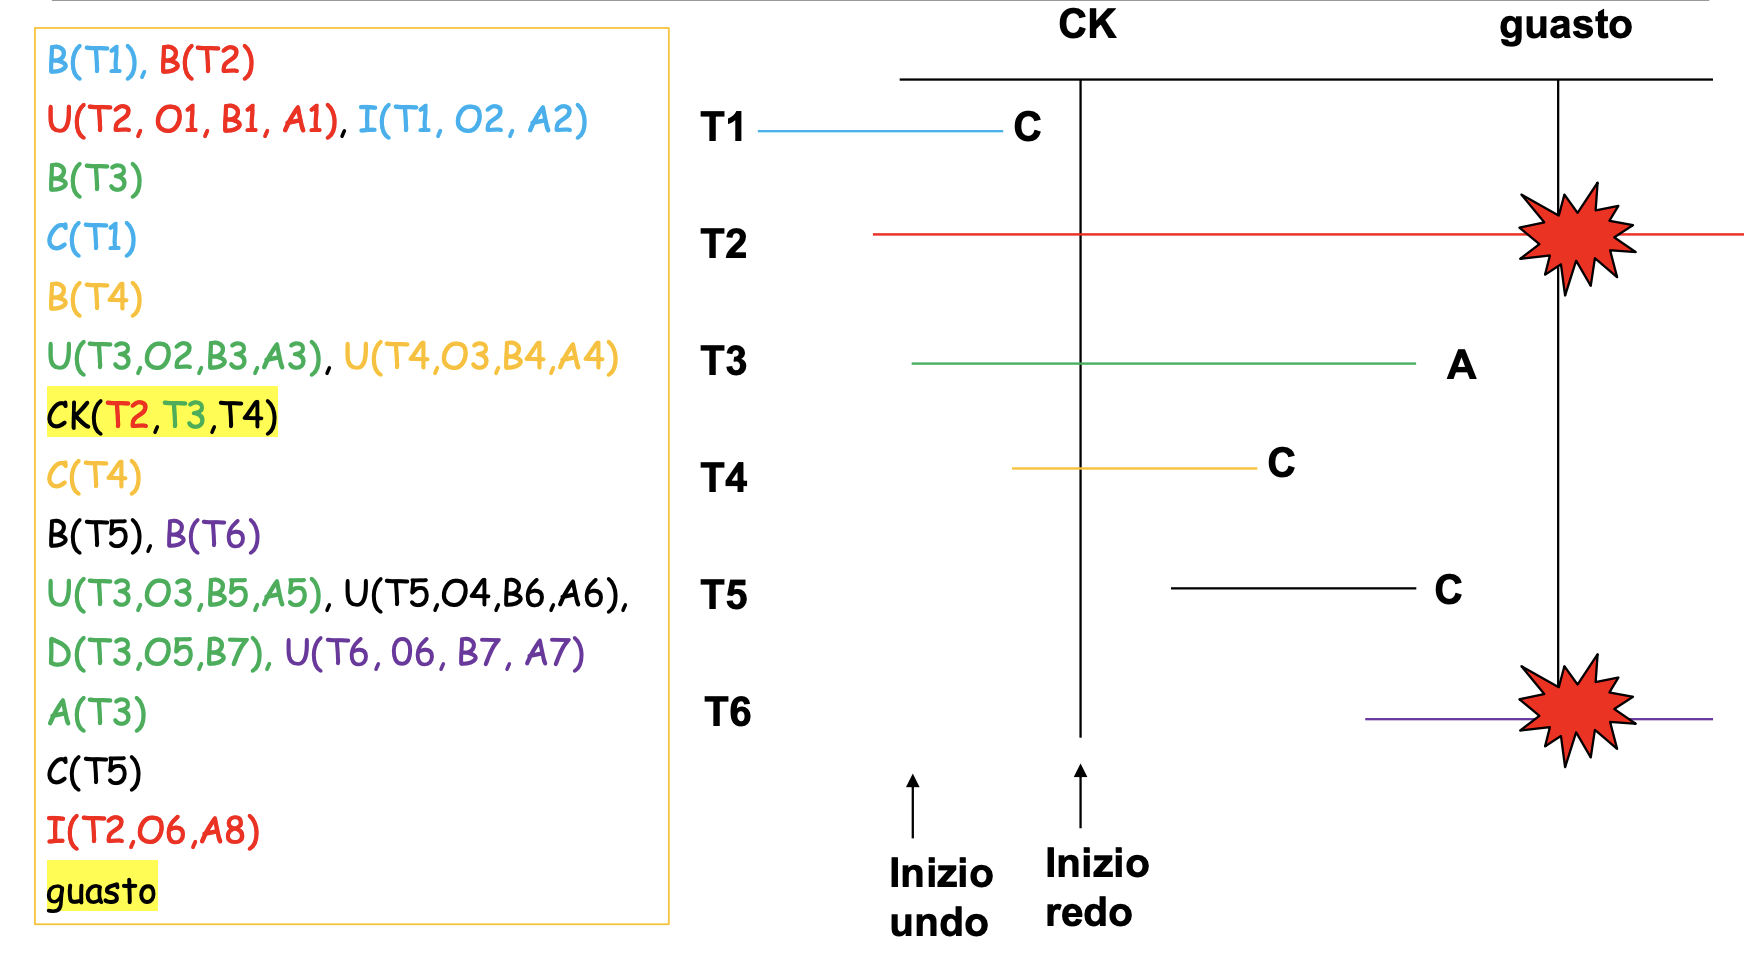 B(T1), B(T2)
U(T2, O1, B1, A1), I(T1, O2, A2)
B(T3)
C(T1)
B(T4)
U(T3,O2,B3,A3), U(T4,O3,B4,A4)
CK(T2,T3,T4)
C(T4)
B(T5), B(T6)
U(T3,O3,B5,A5), U(T5,O4,B6,A6),
D(T3,O5,B7), U(T6, 06, B7, A7)
A(T3)
C(T5)
I(T2,O6,A8)
guasto
CK
guasto
T1
C
T2
T3
A
T4
C
T5
C
T6
Inizio
undo
Inizio
redo